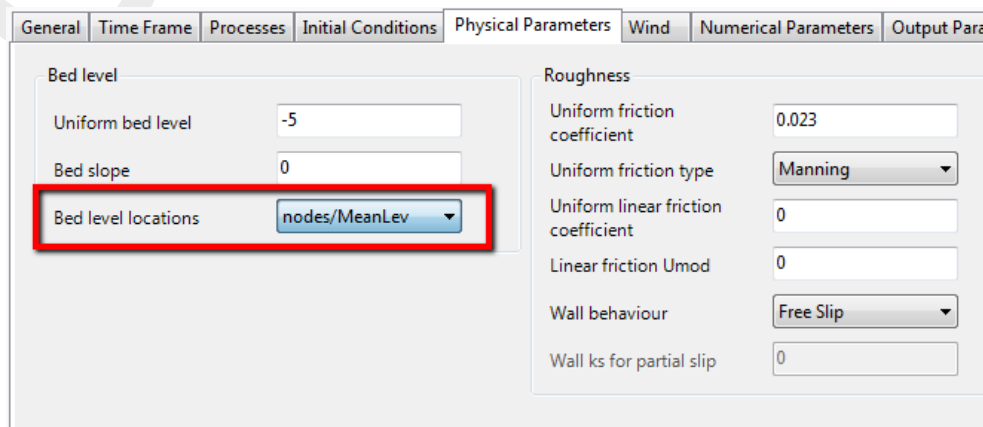 General Time Frame Processes Initial Conditions Physical Parameters Wind Numerical Parameters Output Para
Bed level
Uniform bed level -5
Bed slope 0
Bed level locations nodes/MeanLev
Roughness
Uniform friction
coefficient 0.023
Uniform friction type Manning
Uniform linear friction
coefficient 0
Linear friction Umod 0
Wall behaviour Free Slip
Wall ks for partial slip 0